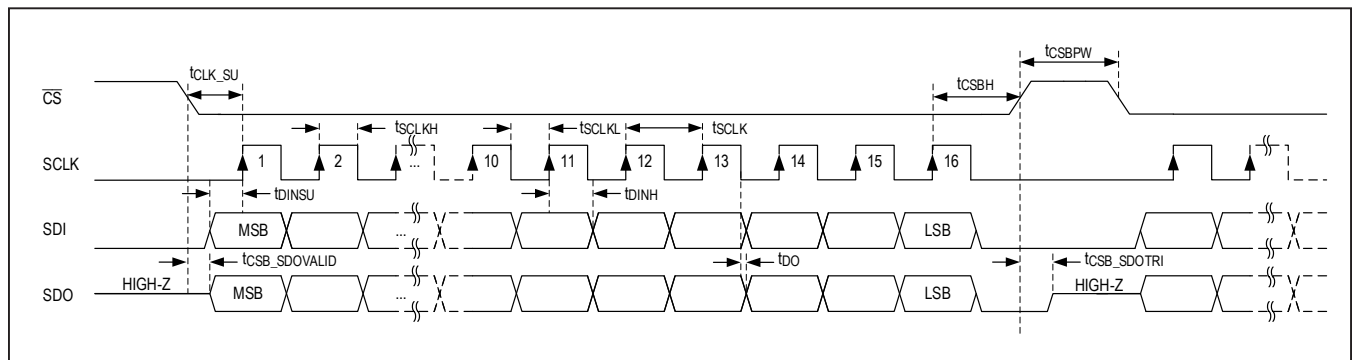 tCSBPW
tCLK_SU
tCSBH
CS
tSCLKH
tSCLKL
tSCLK
SCLK
1
2
...
10
11
12
13
14
15
16
tDINSU
tDINH
SDI
MSB
...
LSB
tCSB_SDOVALID
tDO
tCSB_SDOTRI
SDO
HIGH-Z
MSB
...
LSB
HIGH-Z